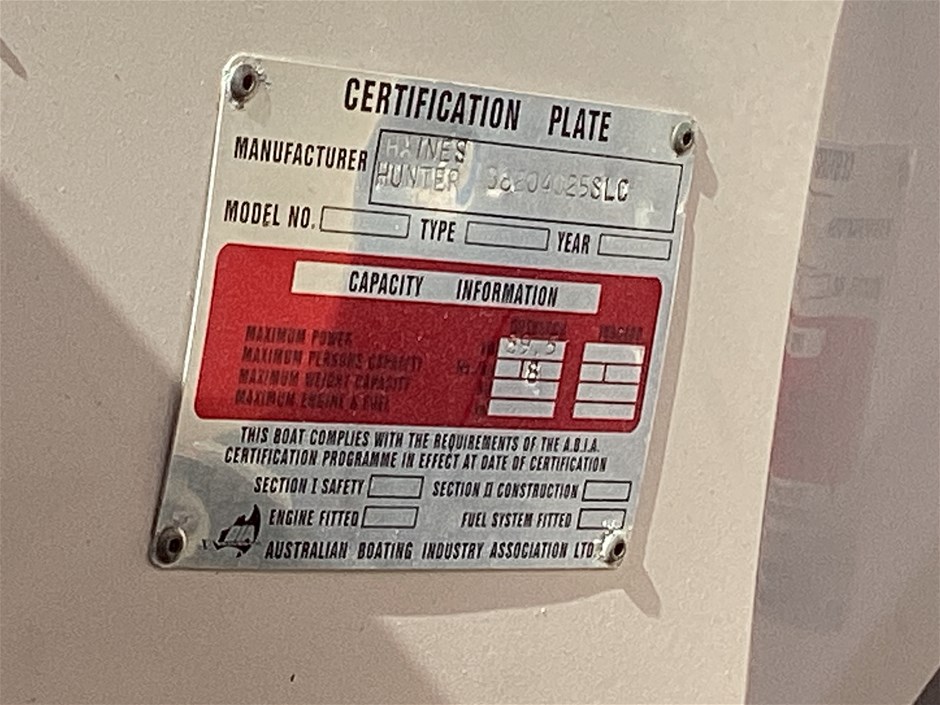 CERTIFICATION PLATE
MANUFACTURER HAINES
HUNTER
MODEL NO. TYPE YEAR
CAPACITY INFORMATION
MAXIMUM POWER
MAXIMUM PERSONS CAPACITY
MAXIMUM WEIGHT CAPACITY
MAXIMUM ENGINE & FUEL
THIS BOAT COMPLIES WITH THE REQUIREMENTS OF THE A.B.I.A.
CERTIFICATION PROGRAMME IN EFFECT AT DATE OF CERTIFICATION
SECTION I SAFETY SECTION II CONSTRUCTION
ENGINE FITTED FUEL SYSTEM FITTED
AUSTRALIAN BOATING INDUSTRY ASSOCIATION LTD.